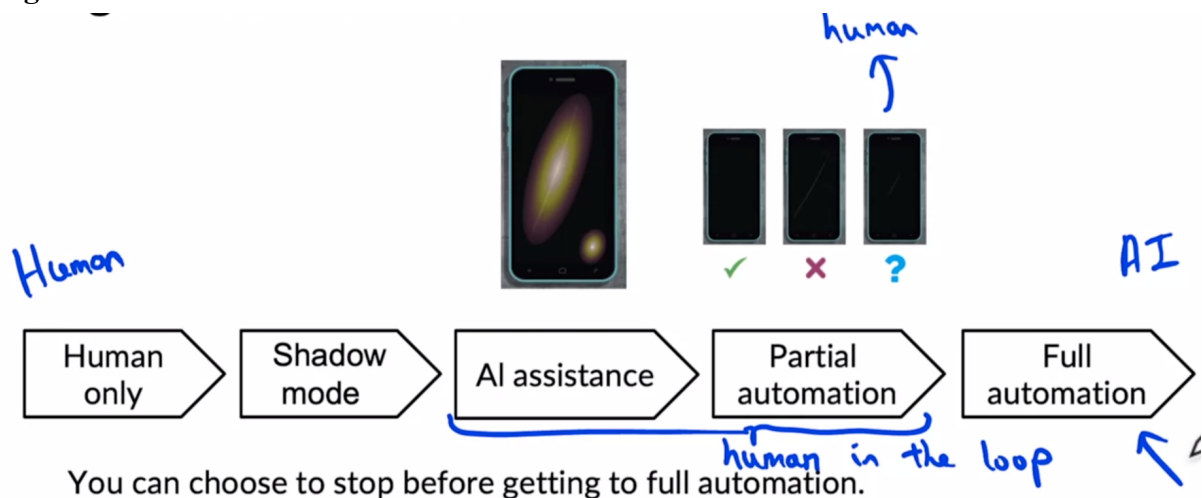 human
Human
AI
✓
✗
?
Human
only
Shadow
mode
AI assistance
Partial
automation
Full
automation
human in the loop
You can choose to stop before getting to full automation.